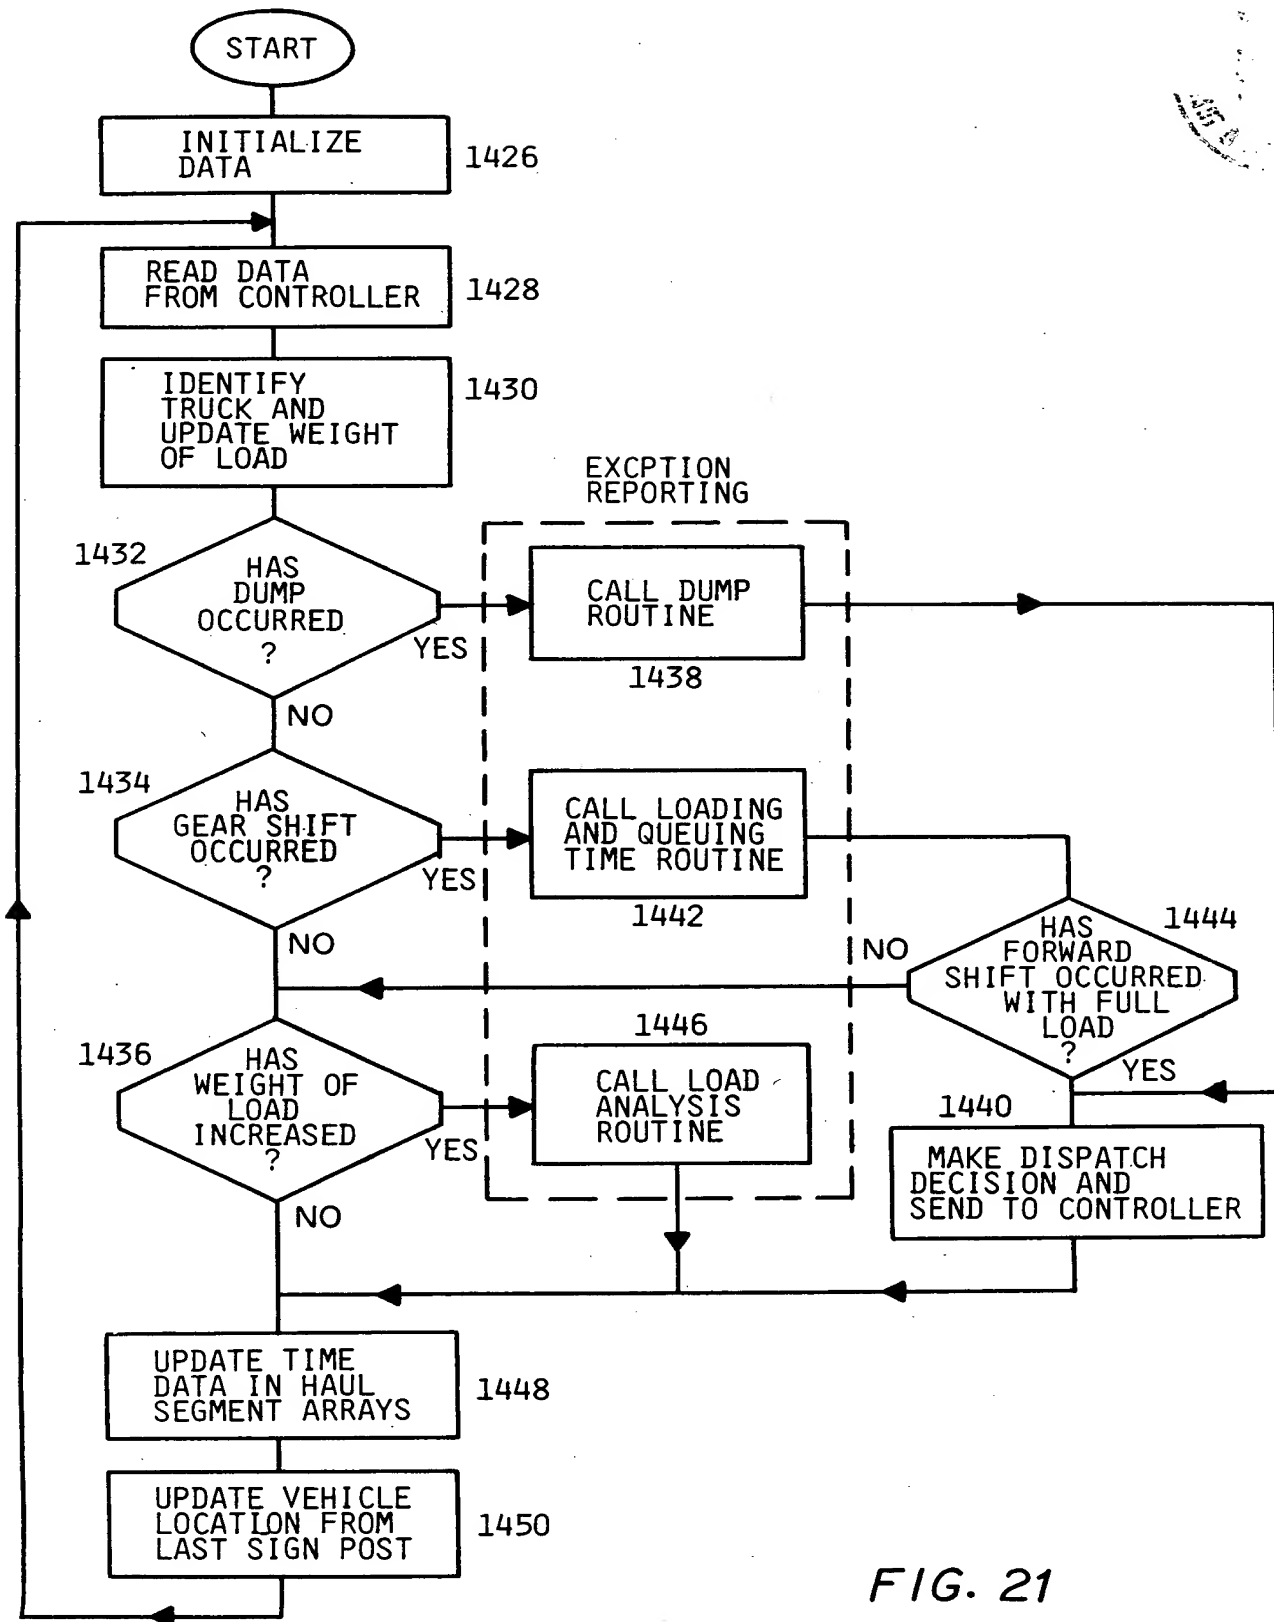 START
INITIALIZE
DATA
1426
READ DATA
FROM CONTROLLER
1428
IDENTIFY
TRUCK AND
UPDATE WEIGHT
OF LOAD
1430
EXCPTION
REPORTING
1432
HAS
DUMP
OCCURRED
?
YES
NO
CALL DUMP
ROUTINE
1438
1434
HAS
GEAR SHIFT
OCCURRED
?
YES
NO
CALL LOADING
AND QUEUING
TIME ROUTINE
1442
1444
HAS
FORWARD
SHIFT OCCURRED
WITH FULL
LOAD
?
NO
YES
1436
HAS
WEIGHT OF
LOAD
INCREASED
?
YES
NO
1446
CALL LOAD
ANALYSIS
ROUTINE
1440
MAKE DISPATCH
DECISION AND
SEND TO CONTROLLER
UPDATE TIME
DATA IN HAUL
SEGMENT ARRAYS
1448
UPDATE VEHICLE
LOCATION FROM
LAST SIGN POST
1450
FIG. 21